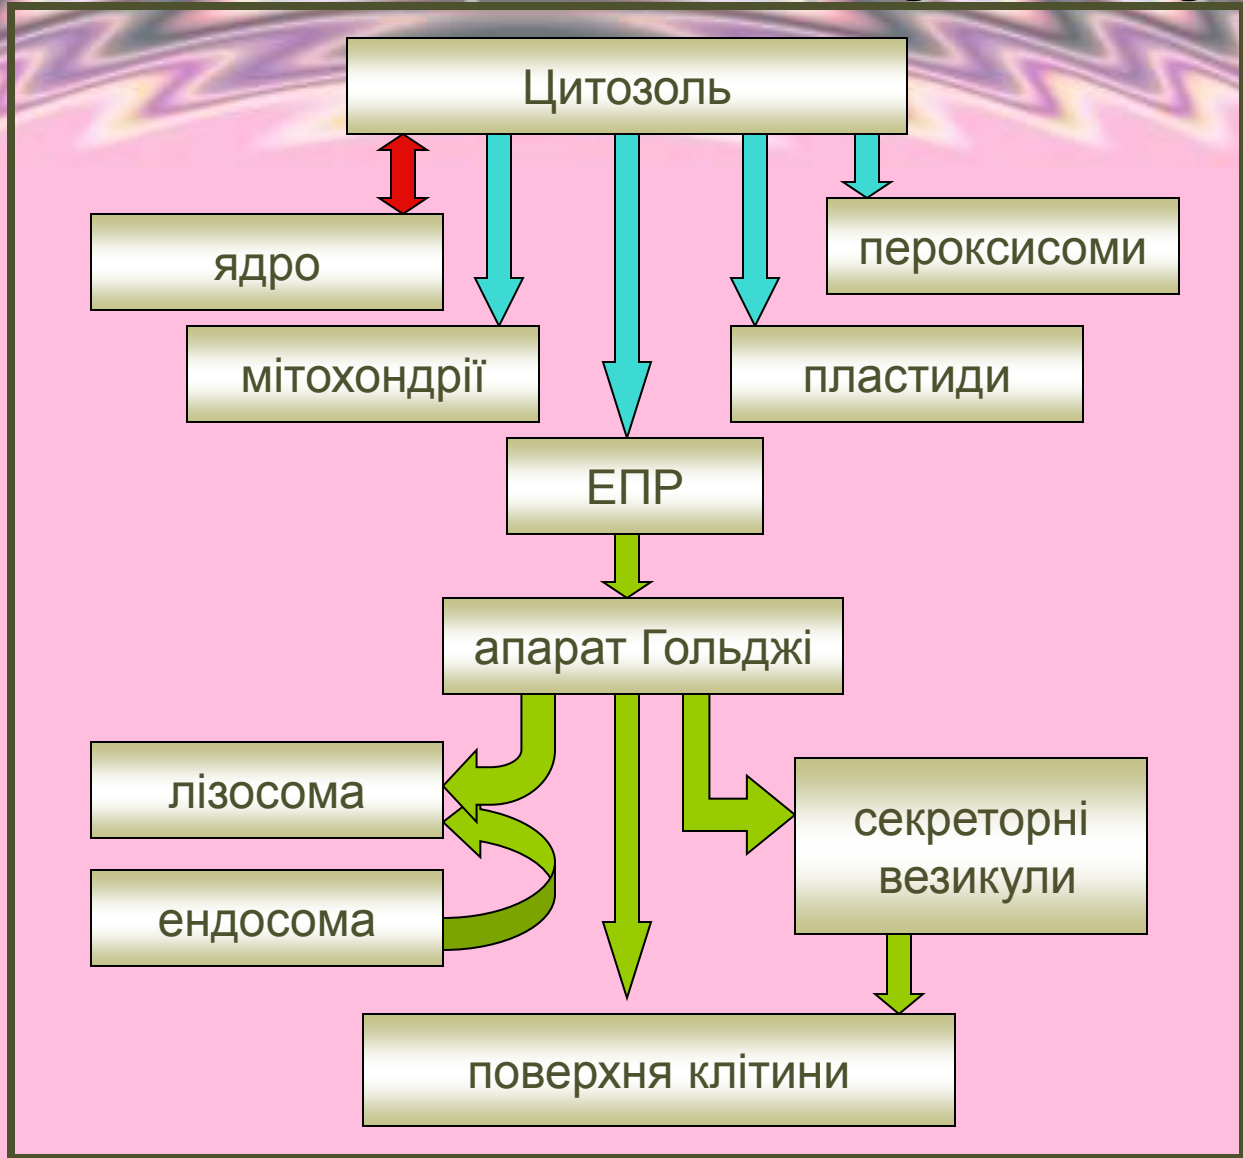 Цитозоль
ядро
пероксисоми
мітохондрії
пластиди
ЕПР
апарат Гольджі
лізосома
секреторні
везикули
ендосома
поверхня клітини